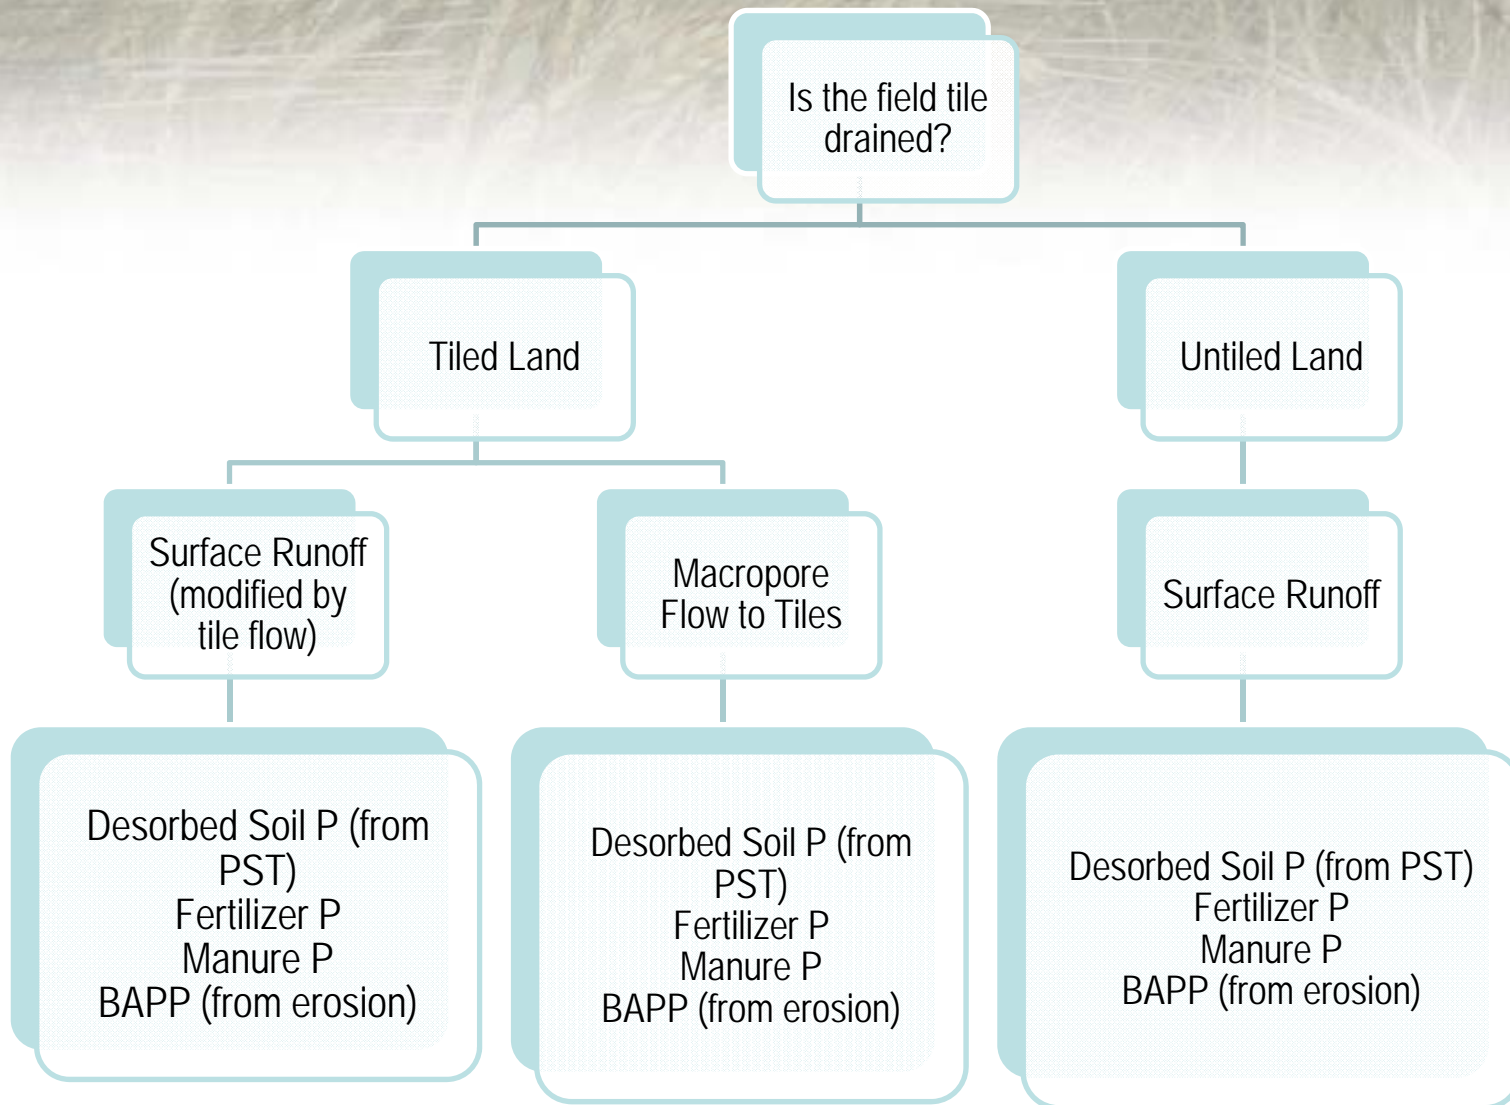 Is the field tile
drained?
Tiled Land
Untiled Land
Surface Runoff
(modified by
tile flow)
Macropore
Flow to Tiles
Surface Runoff
Desorbed Soil P (from
PST)
Fertilizer P
Manure P
BAPP (from erosion)
Desorbed Soil P (from
PST)
Fertilizer P
Manure P
BAPP (from erosion)
Desorbed Soil P (from PST)
Fertilizer P
Manure P
BAPP (from erosion)